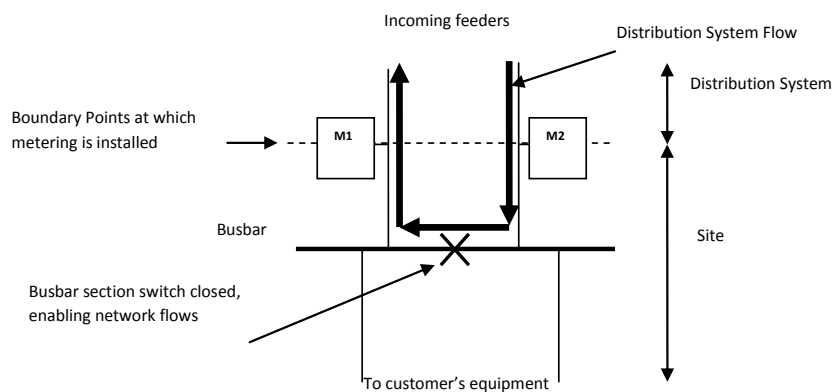 Incoming feeders
Distribution System Flow
Distribution System
Boundary Points at which
metering is installed
M1
M2
Busbar
Site
Busbar section switch closed,
enabling network flows
To customer's equipment